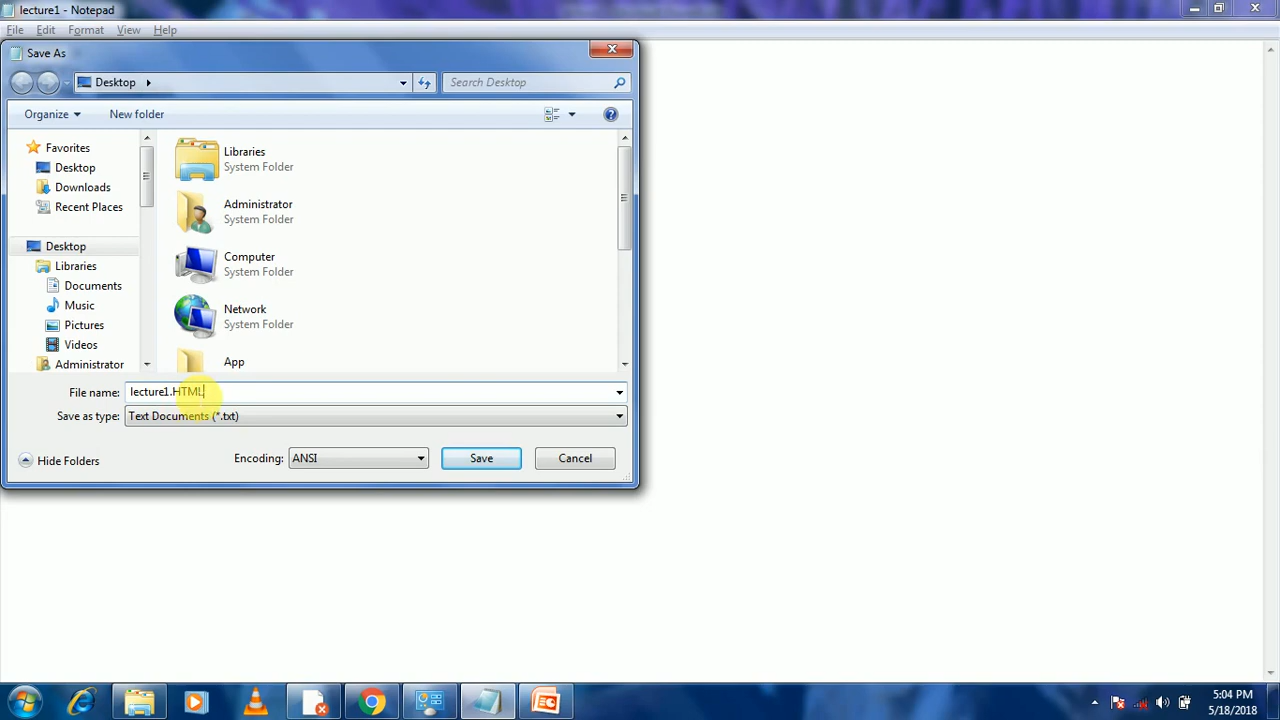 lecture1 - Notepad
File Edit Format View Help
Save As
Desktop
Search Desktop
Organize New folder
Favorites
Desktop
Downloads
Recent Places
Desktop
Libraries
Documents
Music
Pictures
Videos
Administrator
Libraries
System Folder
Administrator
System Folder
Computer
System Folder
Network
System Folder
App
File name: lecture1.HTML
Save as type: Text Documents (*.txt)
Hide Folders Encoding: ANSI Save Cancel
5:04 PM
5/18/2018